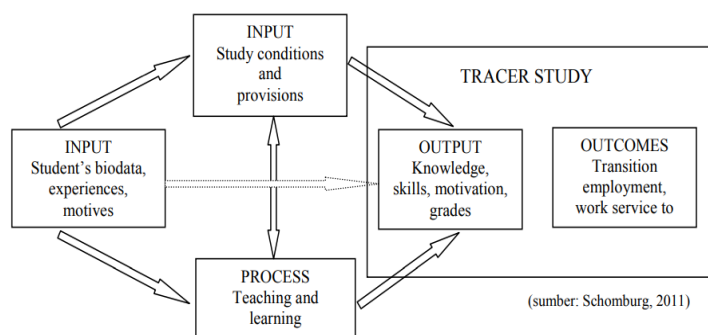 INPUT
Study conditions
and
provisions
TRACER STUDY
INPUT
Student's biodata,
experiences,
motives
OUTPUT
Knowledge,
skills, motivation,
grades
OUTCOMES
Transition
employment,
work service to
PROCESS
Teaching and
learning
(sumber: Schomburg, 2011)